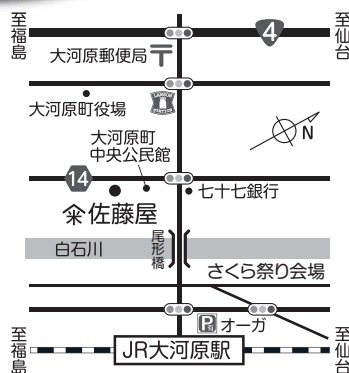 至福島
至仙台
4
大河原郵便局
大河原町役場
LAWSON
STATION
大河原町
中央公民館
N
14
七十七銀行
佐藤屋
尾形橋
白石川
さくら祭り会場
P
オーガ
至福島
至仙台
JR大河原駅